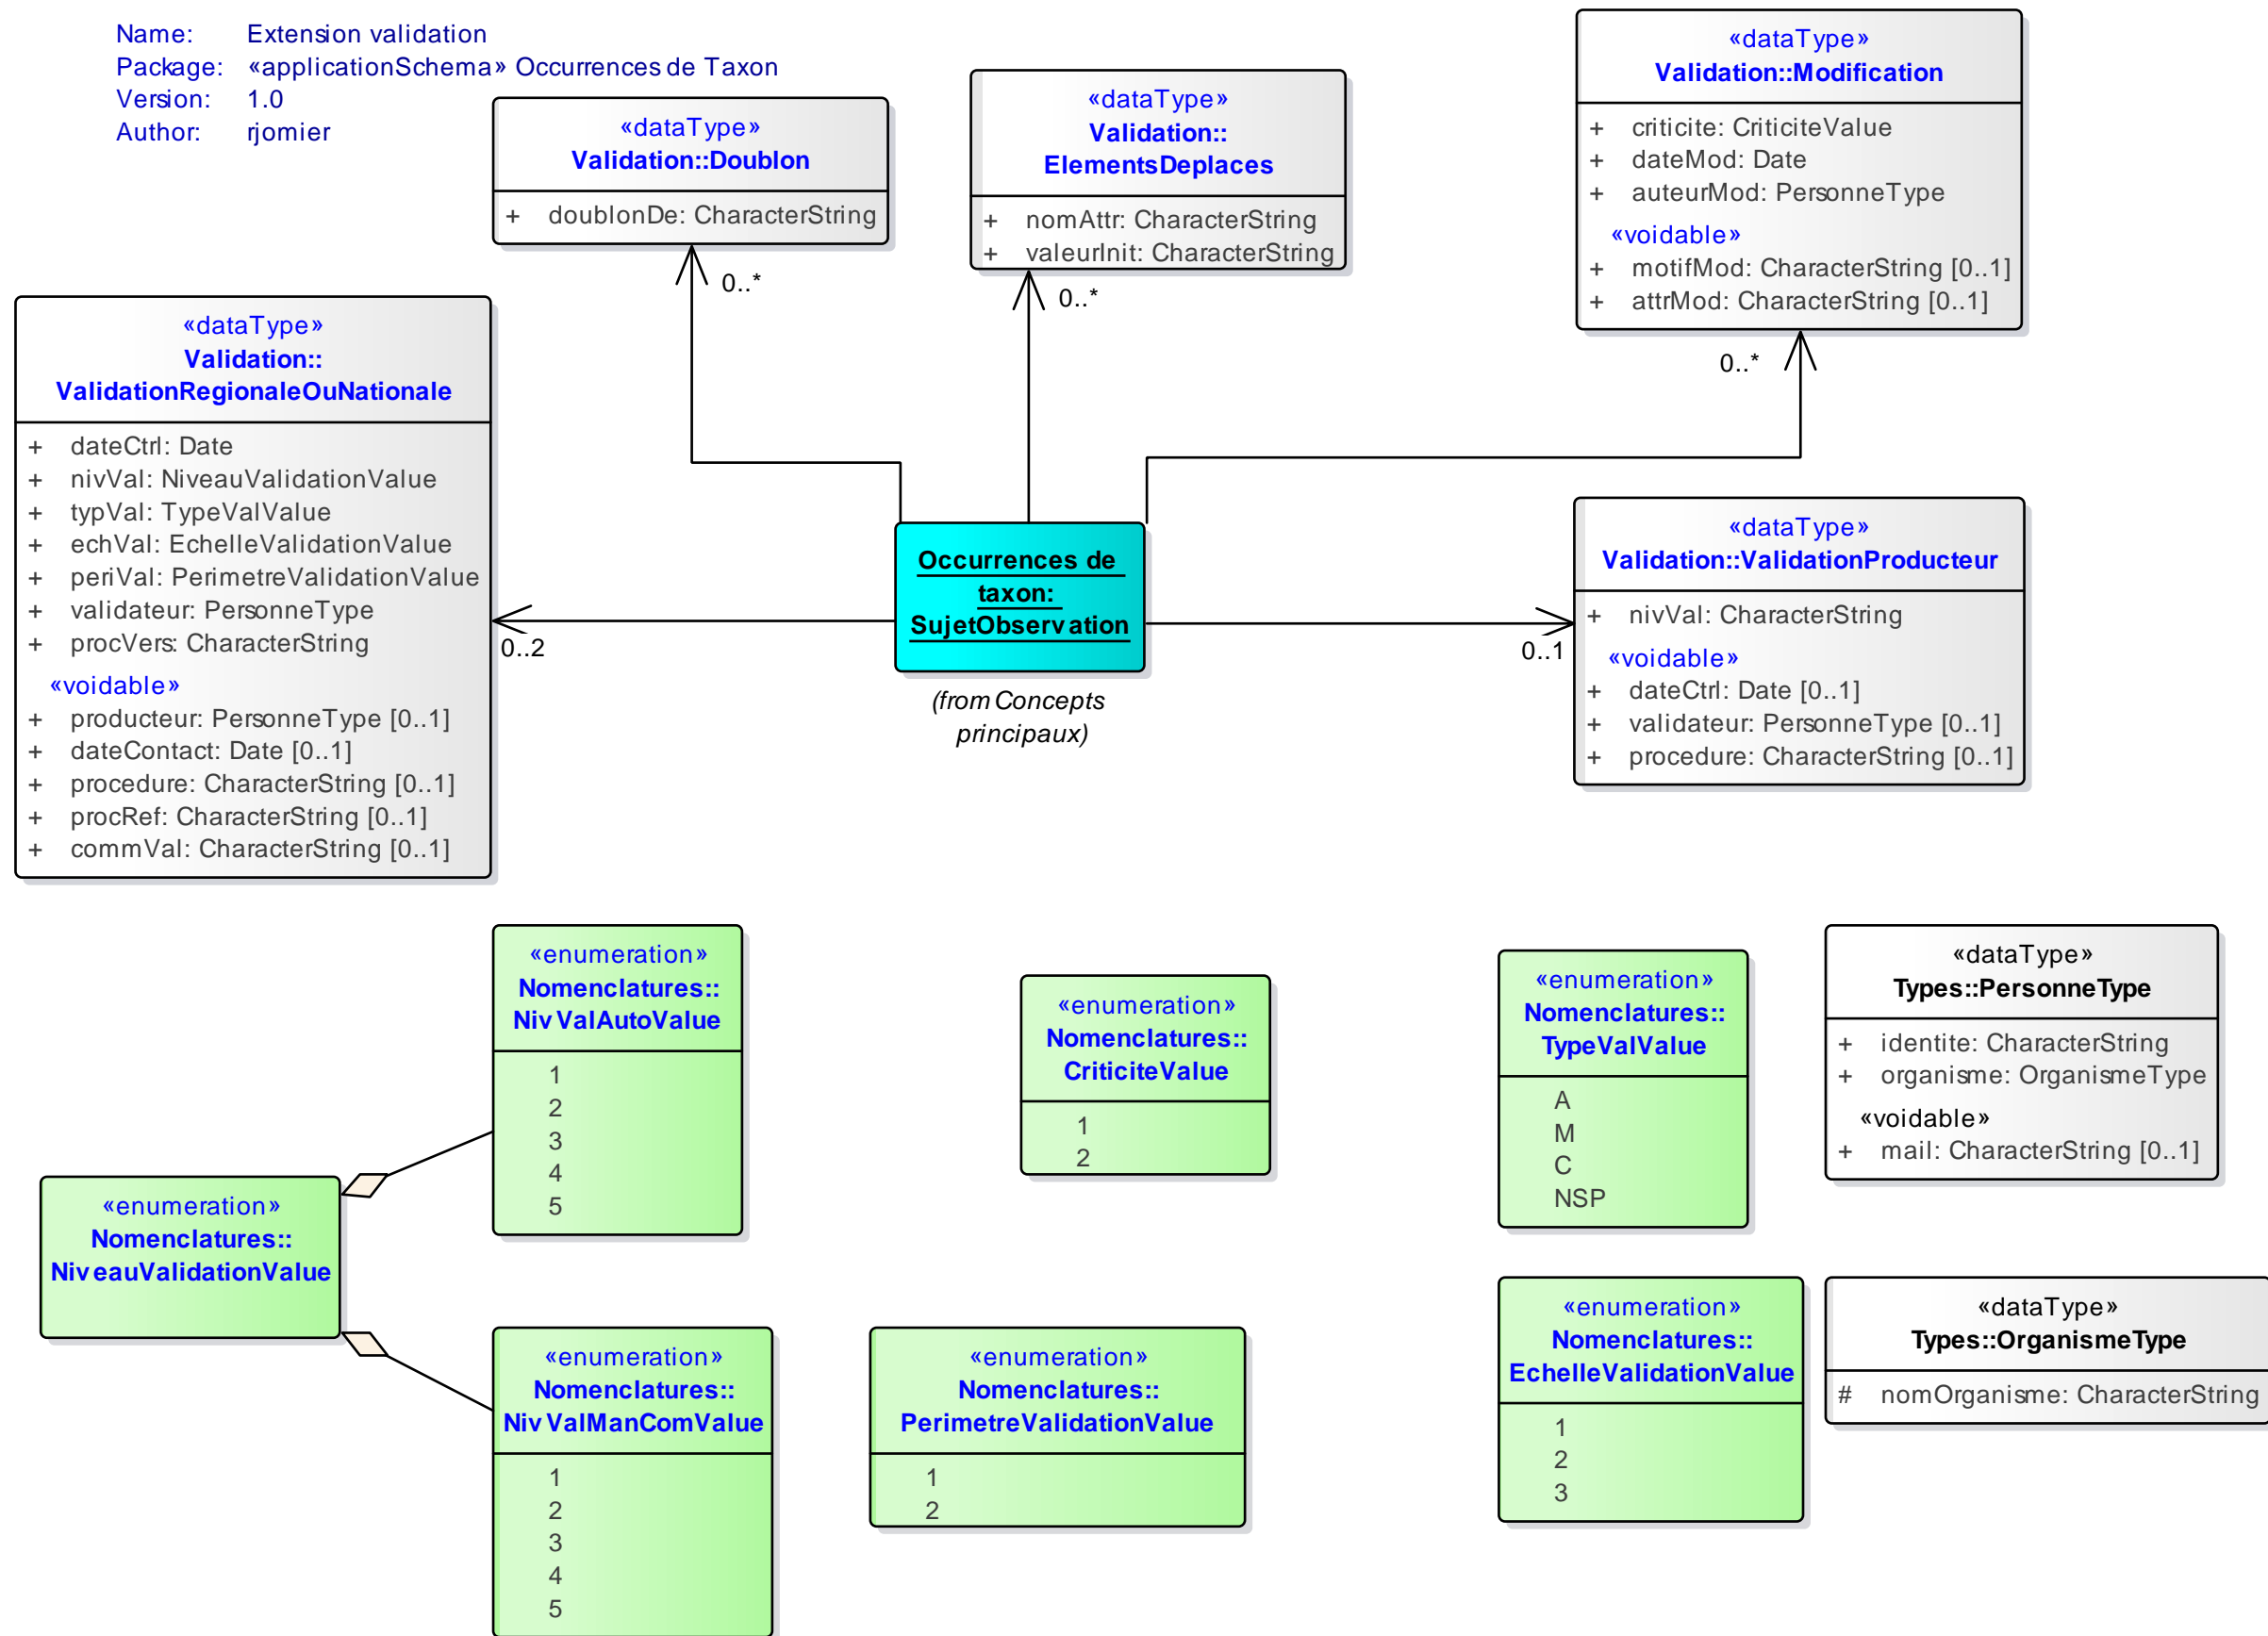 Name: Extension validation
Package: «applicationSchema» Occurrences de Taxon
Version: 1.0
Author: rjomier
«dataType»
Validation::Doublon
+ doublonDe: CharacterString
0..*
«dataType»
Validation::
ElementsDeplaces
+ nomAttr: CharacterString
+ valeurInit: CharacterString
0..*
«dataType»
Validation::Modification
+ criticite: CriticiteValue
+ dateMod: Date
+ auteurMod: PersonneType
«voidable»
+ motifMod: CharacterString [0..1]
+ attrMod: CharacterString [0..1]
0..*
«dataType»
Validation::
ValidationRegionaleOuNationale
+ dateCtrl: Date
+ nivVal: NiveauValidationValue
+ typVal: TypeValValue
+ echVal: EchelleValidationValue
+ periVal: PerimetreValidationValue
+ validateur: PersonneType
+ procVers: CharacterString
«voidable»
+ producteur: PersonneType [0..1]
+ dateContact: Date [0..1]
+ procedure: CharacterString [0..1]
+ procRef: CharacterString [0..1]
+ commVal: CharacterString [0..1]
0..2
Occurrences de
taxon:
SujetObservation
(from Concepts
principaux)
0..1
«dataType»
Validation::ValidationProducteur
+ nivVal: CharacterString
«voidable»
+ dateCtrl: Date [0..1]
+ validateur: PersonneType [0..1]
+ procedure: CharacterString [0..1]
«enumeration»
Nomenclatures::
NiveauValidationValue
«enumeration»
Nomenclatures::
NivValAutoValue
1
2
3
4
5
«enumeration»
Nomenclatures::
CriticiteValue
1
2
«enumeration»
Nomenclatures::
TypeValValue
A
M
C
NSP
«dataType»
Types::PersonneType
+ identite: CharacterString
+ organisme: OrganismeType
«voidable»
+ mail: CharacterString [0..1]
«enumeration»
Nomenclatures::
NivValManComValue
1
2
3
4
5
«enumeration»
Nomenclatures::
PerimetreValidationValue
1
2
«enumeration»
Nomenclatures::
EchelleValidationValue
1
2
3
«dataType»
Types::OrganismeType
# nomOrganisme: CharacterString